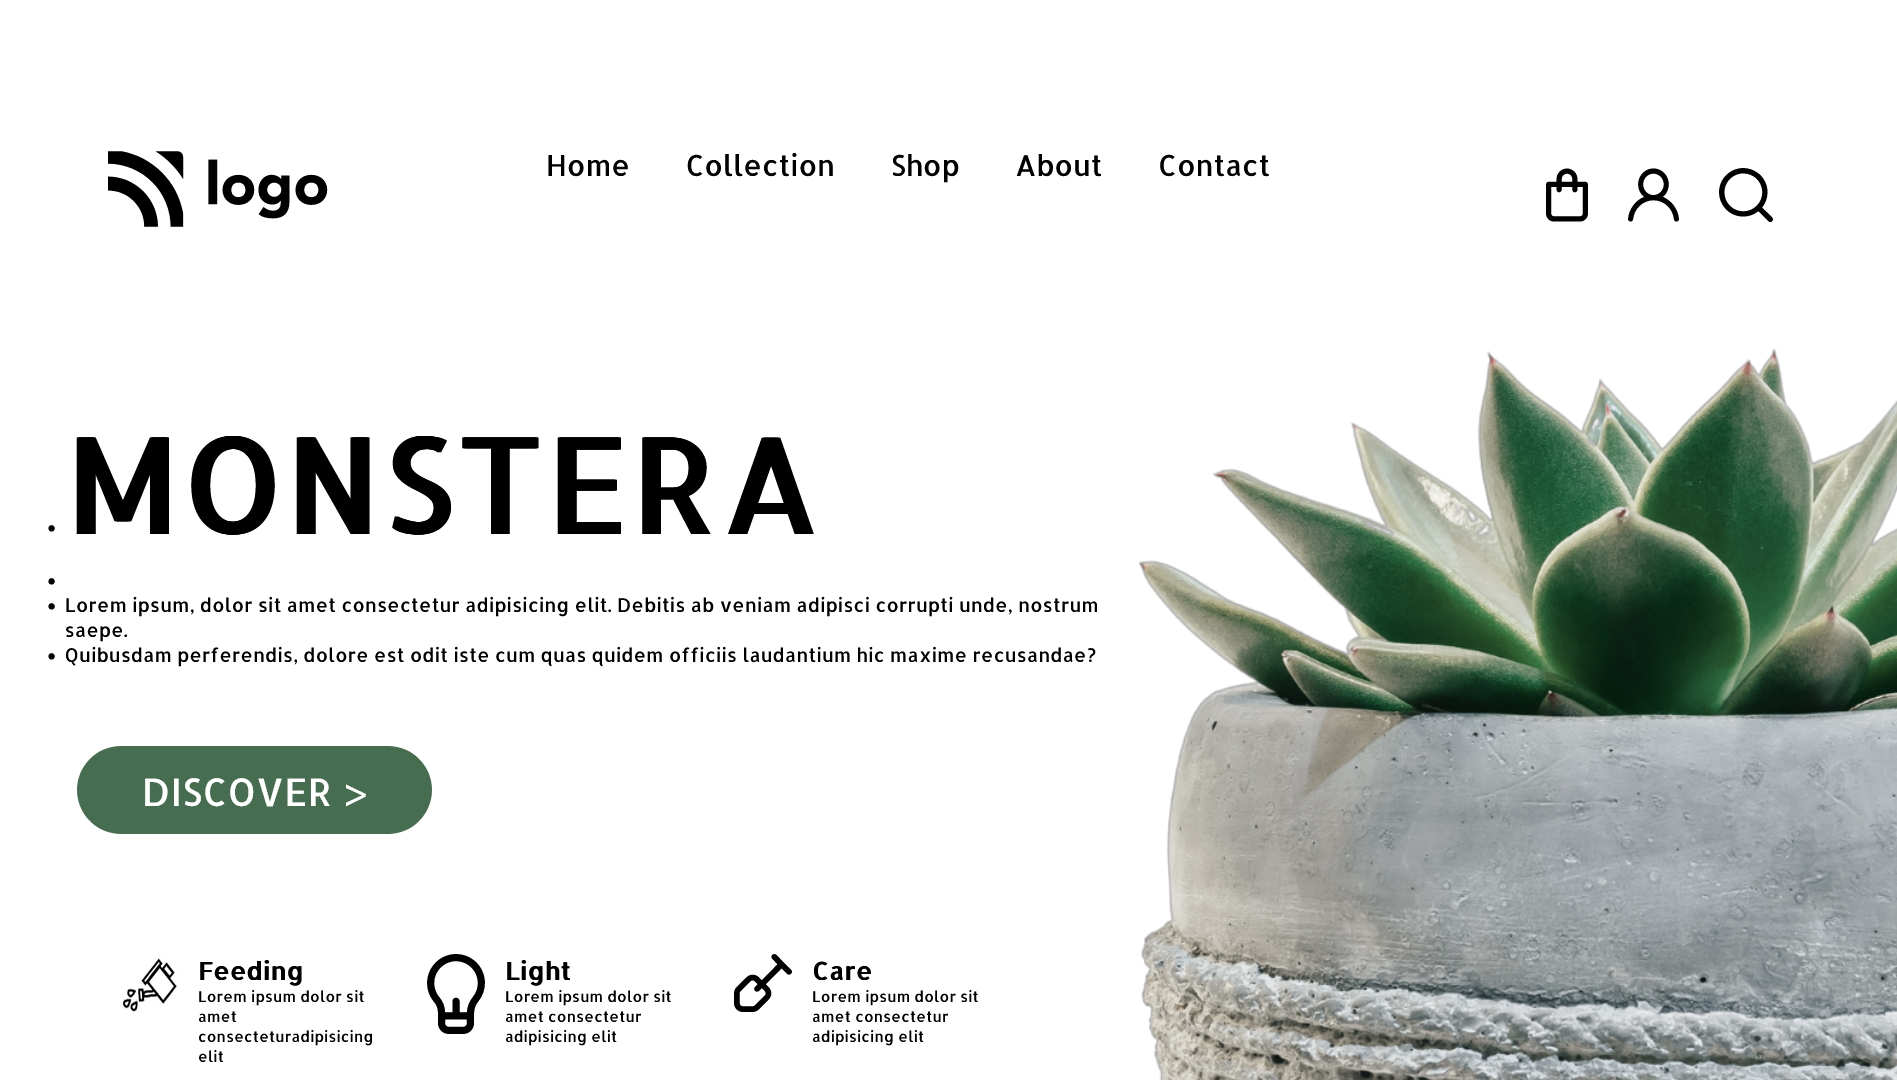 logo
Home Collection Shop About Contact
MONSTERA
Lorem ipsum, dolor sit amet consectetur adipisicing elit. Debitis ab veniam adipisci corrupti unde, nostrum
saepe.
Quibusdam perferendis, dolore est odit iste cum quas quidem officiis laudantium hic maxime recusandae?
DISCOVER >
Feeding
Lorem ipsum dolor sit
amet
consecteturadipisicing
elit
Light
Lorem ipsum dolor sit
amet consectetur
adipisicing elit
Care
Lorem ipsum dolor sit
amet consectetur
adipisicing elit